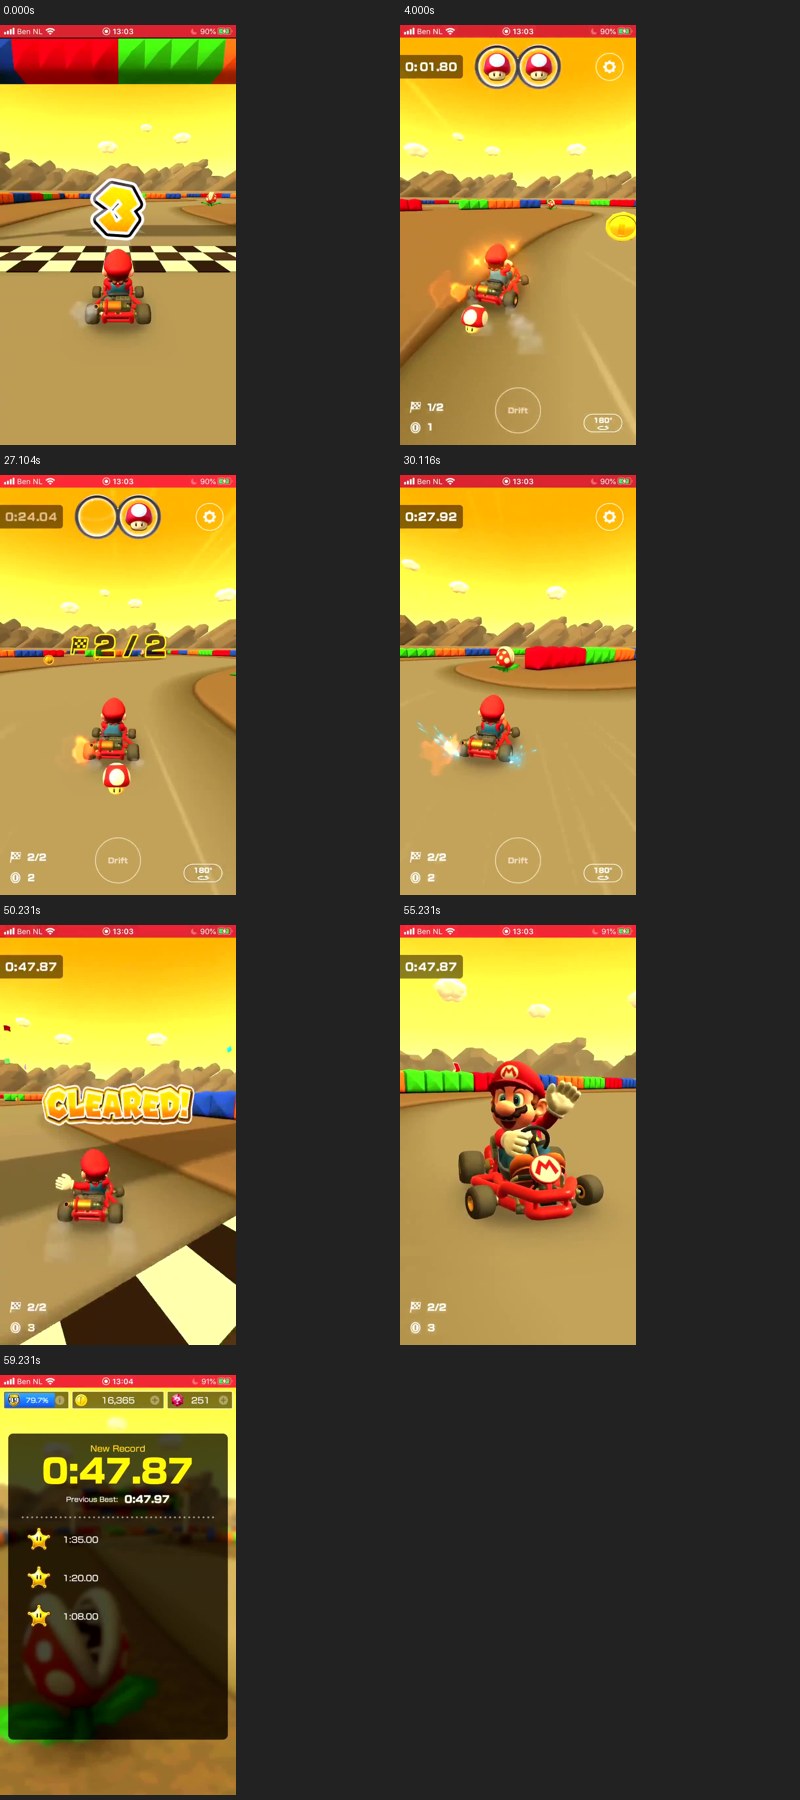 0.000s
Ben NL 13:03 90%
3
4.000s
Ben NL 13:03 90%
0:01.80
1/2
1
Drift
180°
27.104s
Ben NL 13:03 90%
0:24.04
2/2
2/2
2
Drift
180°
30.116s
Ben NL 13:03 90%
0:27.92
2/2
2
Drift
180°
50.231s
Ben NL 13:03 90%
0:47.87
CLEARED!
2/2
3
55.231s
Ben NL 13:03 91%
0:47.87
M
M
2/2
3
59.231s
Ben NL 13:04 91%
79.7% 16,365 251
New Record
0:47.87
Previous Best: 0:47.97
1:35.00
1:20.00
1:08.00